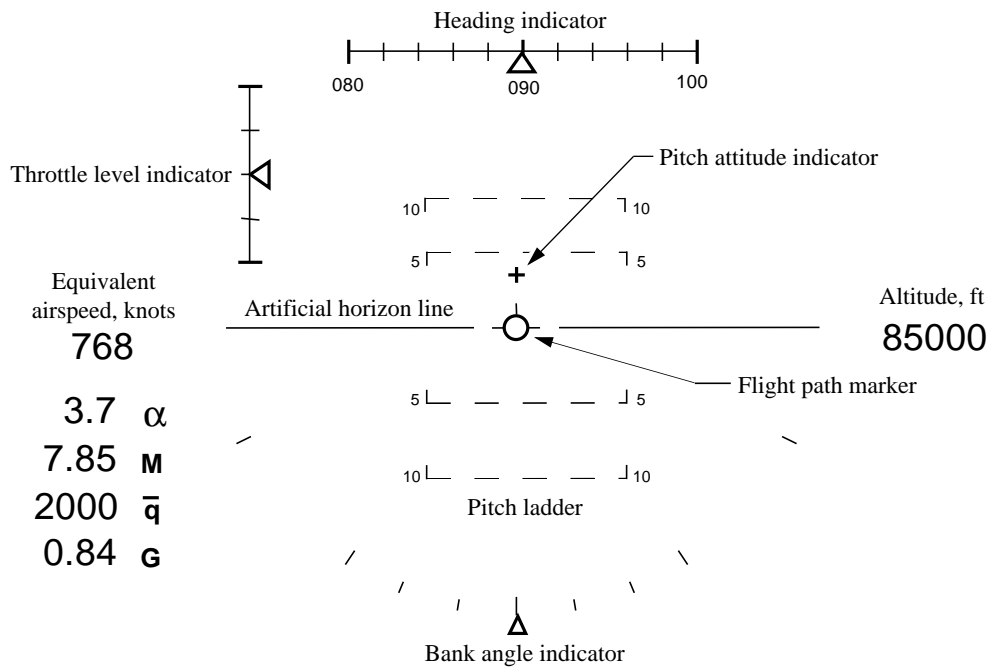 Heading indicator
080
090
100
Throttle level indicator
Pitch attitude indicator
10
10
5
5
Equivalent
airspeed, knots
768
Artificial horizon line
Altitude, ft
85000
Flight path marker
5
5
3.7 α
7.85 M
2000 q̅
0.84 G
10
10
Pitch ladder
Bank angle indicator